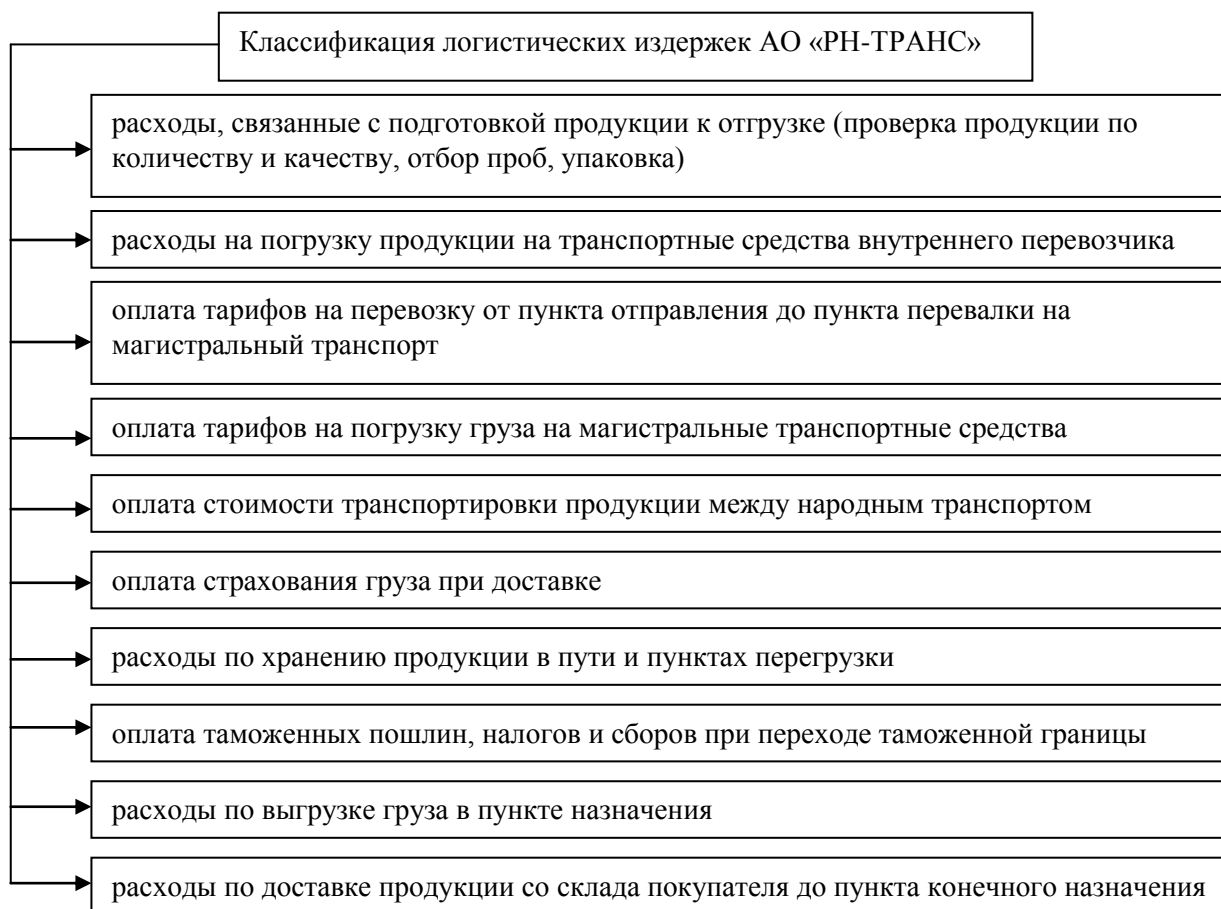 Классификация логистических издержек АО «РН-ТРАНС»
расходы, связанные с подготовкой продукции к отгрузке (проверка продукции по
количеству и качеству, отбор проб, упаковка)
расходы на погрузку продукции на транспортные средства внутреннего перевозчика
оплата тарифов на перевозку от пункта отправления до пункта перевалки на
магистральный транспорт
оплата тарифов на погрузку груза на магистральные транспортные средства
оплата стоимости транспортировки продукции между народным транспортом
оплата страхования груза при доставке
расходы по хранению продукции в пути и пунктах перегрузки
оплата таможенных пошлин, налогов и сборов при переходе таможенной границы
расходы по выгрузке груза в пункте назначения
расходы по доставке продукции со склада покупателя до пункта конечного назначения